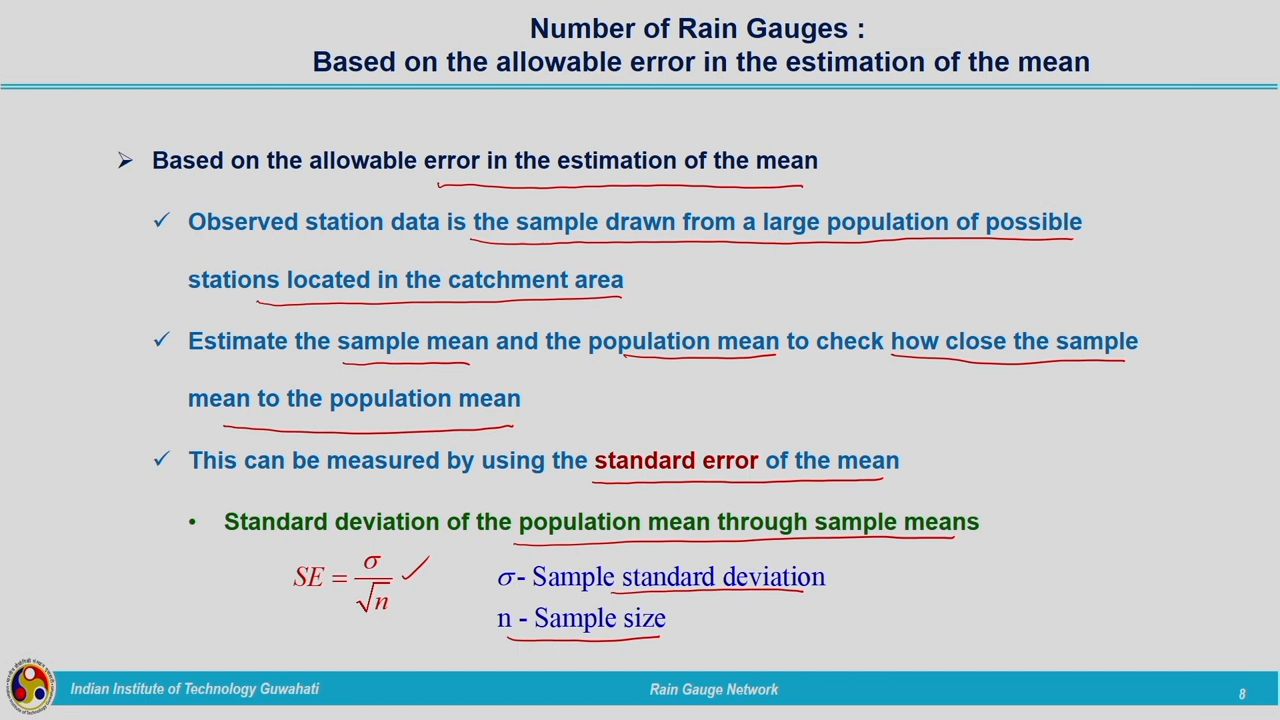 Number of Rain Gauges :
Based on the allowable error in the estimation of the mean
➢ Based on the allowable error in the estimation of the mean
✓ Observed station data is the sample drawn from a large population of possible
stations located in the catchment area
✓ Estimate the sample mean and the population mean to check how close the sample
mean to the population mean
✓ This can be measured by using the standard error of the mean
• Standard deviation of the population mean through sample means
SE = σ/√n
σ- Sample standard deviation
n - Sample size
Indian Institute of Technology Guwahati
Rain Gauge Network
8